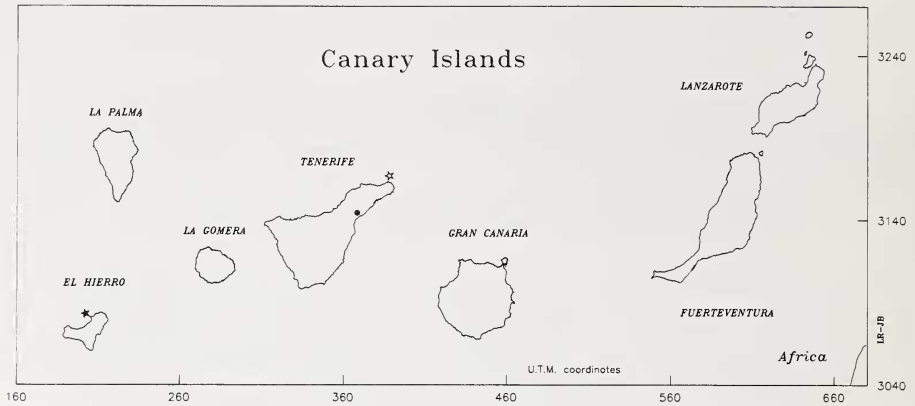 Canary Islands
3240
LANZAROTE
LA PALMA
TENERIFE
3140
LA GOMERA
GRAN CANARIA
EL HIERRO
FUERTEVENTURA
LR-JB
Africa
U.T.M. coordinotes
3040
160 260 360 460 560 660